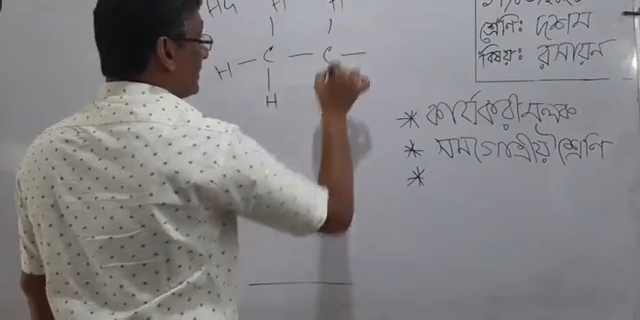 H H
H C C
H
শ্রেণি: দশম
বিষয়: রসায়ন
* কার্যকরীমূলক
* সমগোত্রীয় শ্রেণি
*